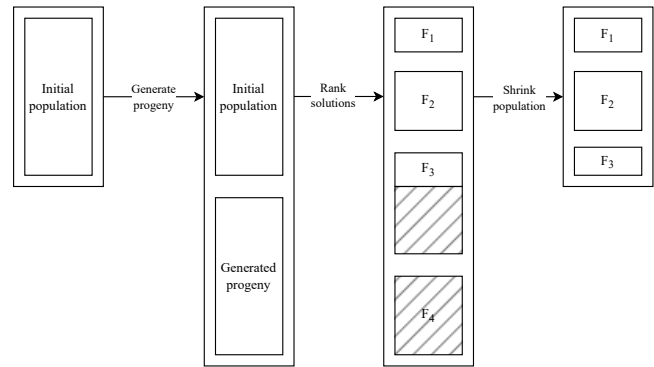 Initial
population
Generate
progeny
Initial
population
Generated
progeny
Rank
solutions
F1
F2
F3
F4
Shrink
population
F1
F2
F3